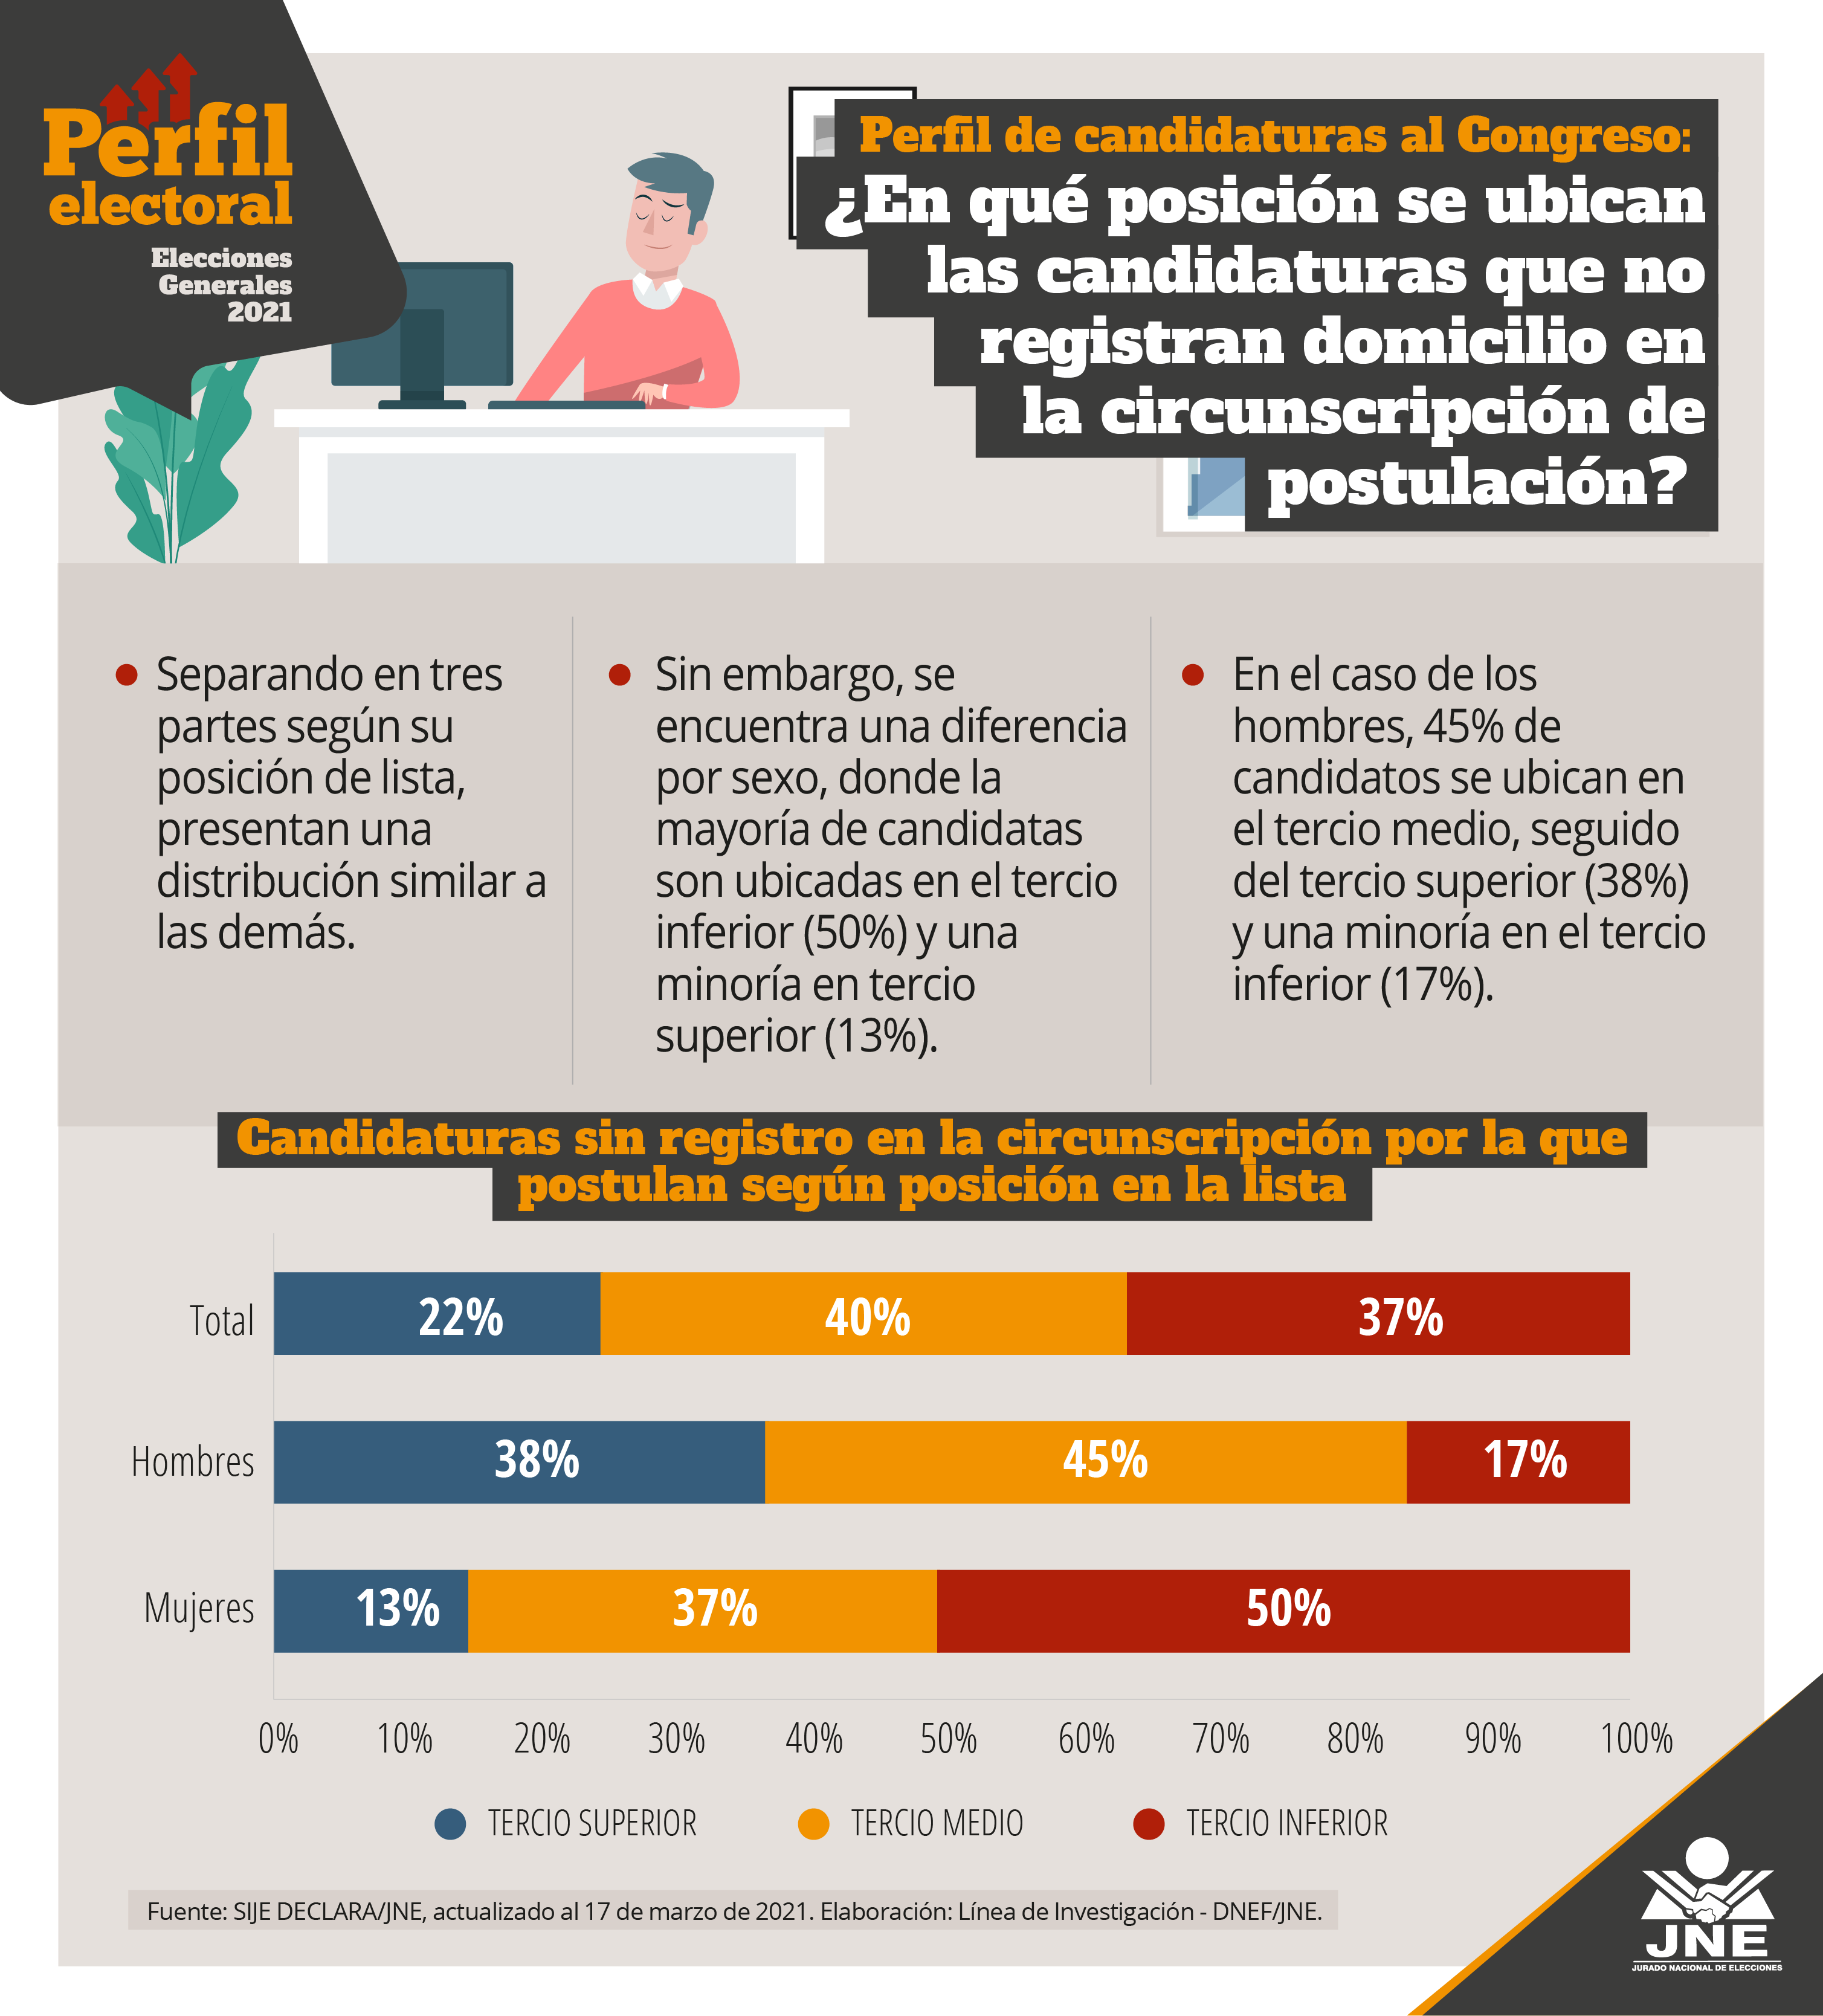 Perfil
electoral
Elecciones
Generales
2021
Perfil de candidaturas al Congreso:
¿En qué posición se ubican
las candidaturas que no
registran domicilio en
la circunscripción de
postulación?
Separando en tres
partes según su
posición de lista,
presentan una
distribución similar a
las demás.
Sin embargo, se
encuentra una diferencia
por sexo, donde la
mayoría de candidatas
son ubicadas en el tercio
inferior (50%) y una
minoría en tercio
superior (13%).
En el caso de los
hombres, 45% de
candidatos se ubican en
el tercio medio, seguido
del tercio superior (38%)
y una minoría en el tercio
inferior (17%).
Candidaturas sin registro en la circunscripción por la que
postulan según posición en la lista
Total 22% 40% 37%
Hombres 38% 45% 17%
Mujeres 13% 37% 50%
0% 10% 20% 30% 40% 50% 60% 70% 80% 90% 100%
TERCIO SUPERIOR TERCIO MEDIO TERCIO INFERIOR
Fuente: SIJE DECLARA/JNE, actualizado al 17 de marzo de 2021. Elaboración: Línea de Investigación - DNEF/JNE.
JNE
JURADO NACIONAL DE ELECCIONES